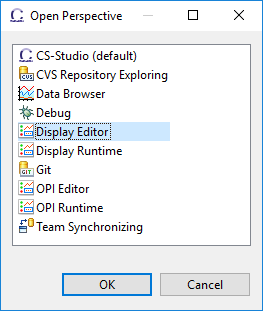 Open Perspective
CS-Studio (default)
CVS Repository Exploring
Data Browser
Debug
Display Editor
Display Runtime
Git
OPI Editor
OPI Runtime
Team Synchronizing
OK
Cancel